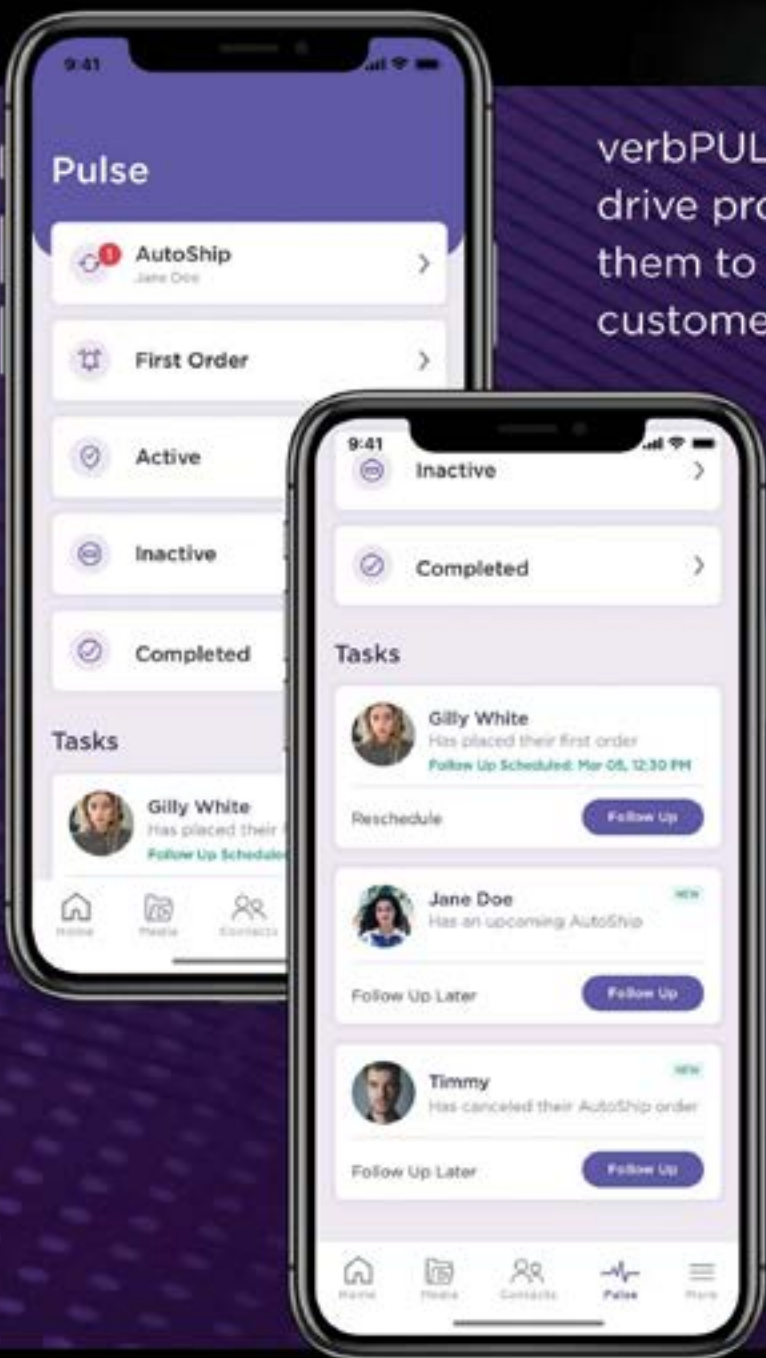 9:41
Pulse
1
AutoShip
Jane Doe
First Order
Active
Inactive
Completed
Tasks
Gilly White
Has placed their
Follow Up Schedule
Home
Media
Contacts
verbPUL
drive pro
them to
custome
9:41
Inactive
Completed
Tasks
Gilly White
Has placed their first order
Follow Up Scheduled: Mar 05, 12:30 PM
Reschedule
Follow Up
Jane Doe
NEW
Has an upcoming AutoShip
Follow Up Later
Follow Up
Timmy
NEW
Has canceled their AutoShip order
Follow Up Later
Follow Up
Home
Media
Contacts
Pulse
More